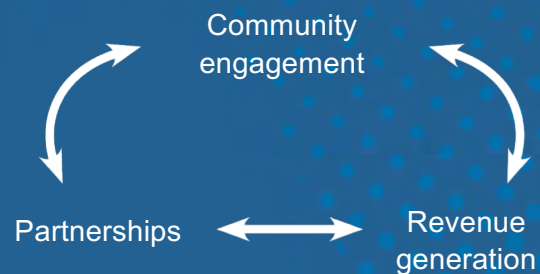 Community
engagement
Partnerships
Revenue
generation